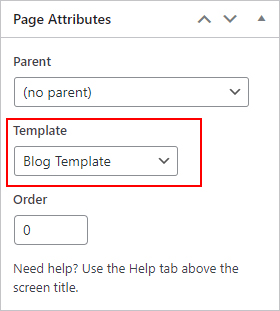 Page Attributes
Parent
(no parent)
Template
Blog Template
Order
0
Need help? Use the Help tab above the
screen title.